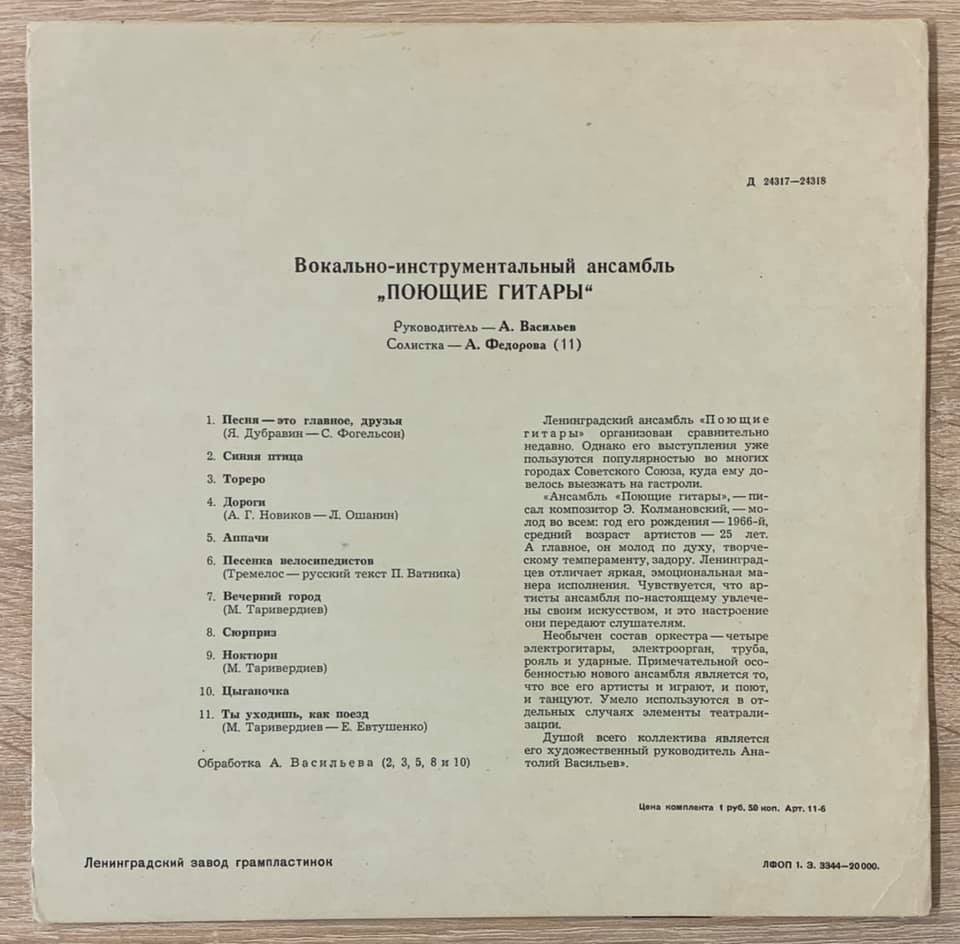 Д 24317—24318
Вокально-инструментальный ансамбль
„ПОЮЩИЕ ГИТАРЫ“
Руководитель — А. Васильев
Солистка — А. Федорова (11)
1. Песня — это главное, друзья
(Я. Дубравин — С. Фогельсон)
2. Синяя птица
3. Тореро
4. Дороги
(А. Г. Новиков — Л. Ошанин)
5. Аппачи
6. Песенка велосипедистов
(Тремелос — русский текст П. Ватника)
7. Вечерний город
(М. Таривердиев)
8. Сюрприз
9. Ноктюрн
(М. Таривердиев)
10. Цыганочка
11. Ты уходишь, как поезд
(М. Таривердиев — Е. Евтушенко)
Обработка А. Васильева (2, 3, 5, 8 и 10)
Ленинградский ансамбль «Поющие
гитары» организован сравнительно
недавно. Однако его выступления уже
пользуются популярностью во многих
городах Советского Союза, куда ему до-
велось выезжать на гастроли.
«Ансамбль «Поющие гитары», — пи-
сал композитор Э. Колмановский, — мо-
лод во всем: год его рождения — 1966-й,
средний возраст артистов — 25 лет.
А главное, он молод по духу, творче-
скому темпераменту, задору. Ленинград-
цев отличает яркая, эмоциональная ма-
нера исполнения. Чувствуется, что ар-
тисты ансамбля по-настоящему увлече-
ны своим искусством, и это настроение
они передают слушателям.
Необычен состав оркестра — четыре
электрогитары, электроорган, труба,
рояль и ударные. Примечательной осо-
бенностью нового ансамбля является то,
что все его артисты и играют, и поют,
и танцуют. Умело используются в от-
дельных случаях элементы театрали-
зации.
Душой всего коллектива является
его художественный руководитель Ана-
толий Васильев».
Цена комплекта 1 руб. 50 коп. Арт. 11-6
Ленинградский завод грампластинок
ЛФОП 1. З. 3344—20000.